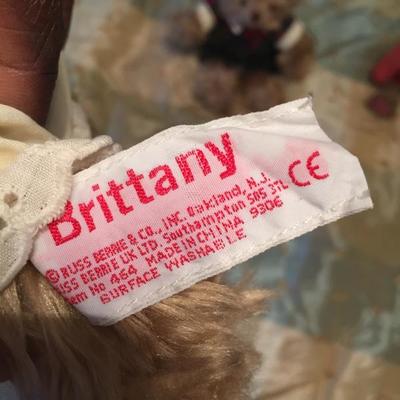 Brittany
© RUSS BERRIE & CO., INC. Oakland, N.J.
RUSS BERRIE UK LTD. Southampton SO5 3TL
Item No 464 MADE IN CHINA 9906
SURFACE WASHABLE
CE